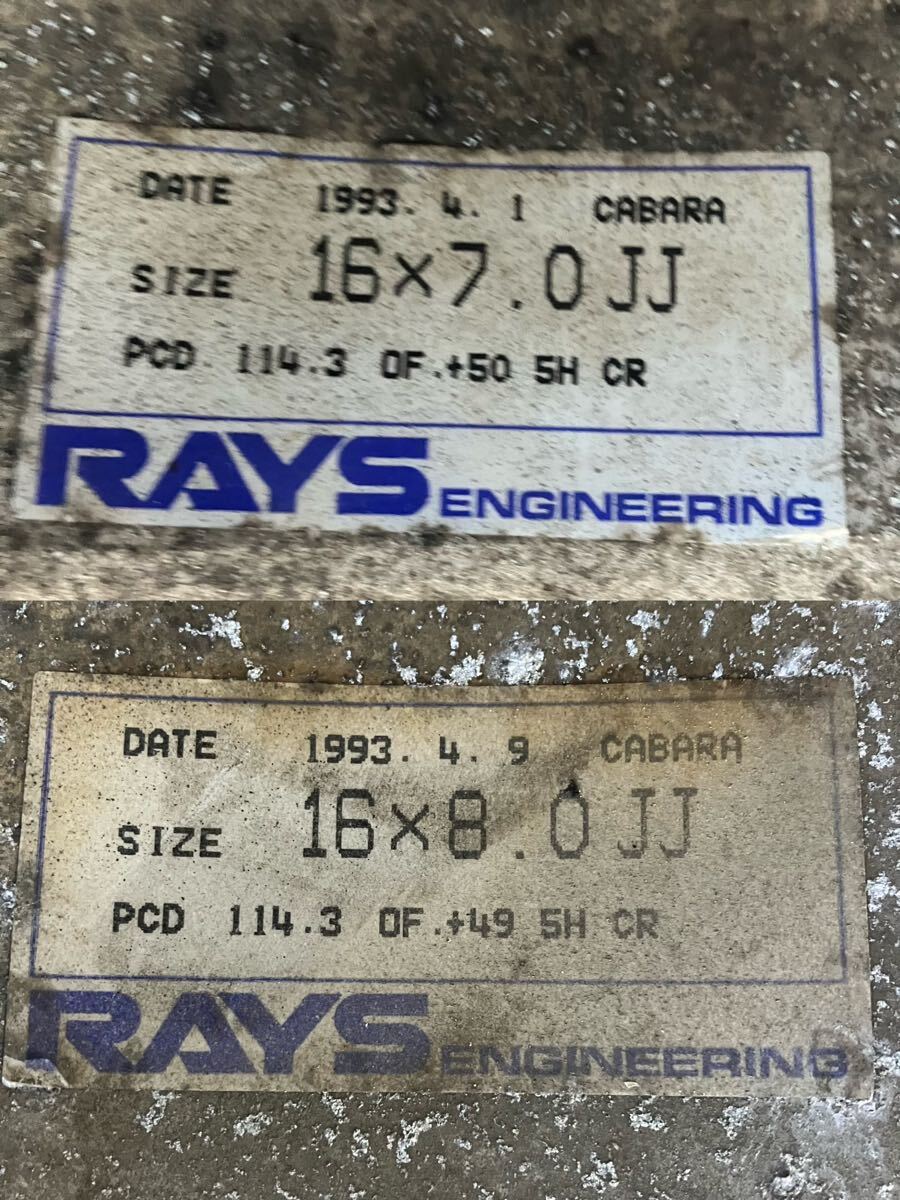 DATE 1993. 4. 1 CABARA
SIZE 16×7.0JJ
PCD 114.3 OF.+50 5H CR
RAYS ENGINEERING
DATE 1993. 4. 9 CABARA
SIZE 16×8.0JJ
PCD 114.3 OF.+49 5H CR
RAYS ENGINEERING